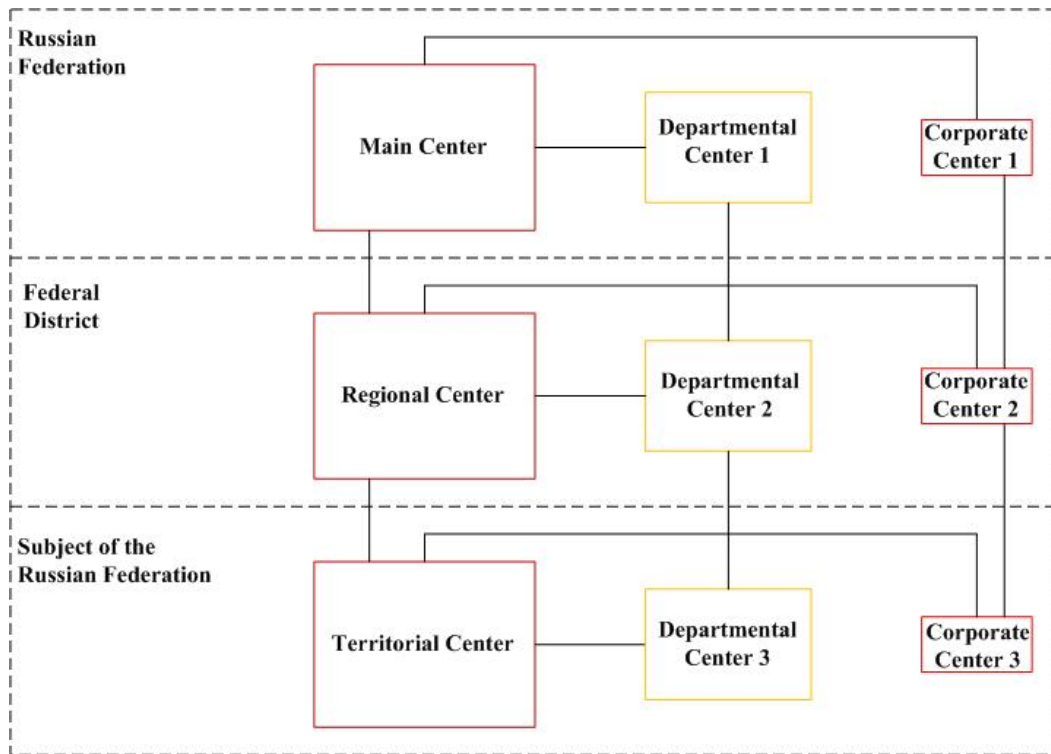 Russian
Federation
Main Center
Departmental
Center 1
Corporate
Center 1
Federal
District
Regional Center
Departmental
Center 2
Corporate
Center 2
Subject of the
Russian Federation
Territorial Center
Departmental
Center 3
Corporate
Center 3